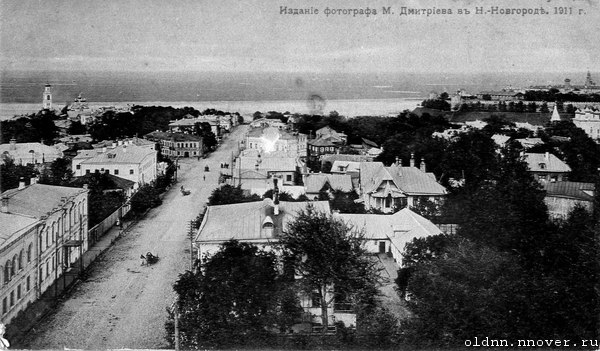 Изданіе фотографа М. Дмитріева въ Н.-Новгородѣ, 1911 г.
oldnn.nnover.ru